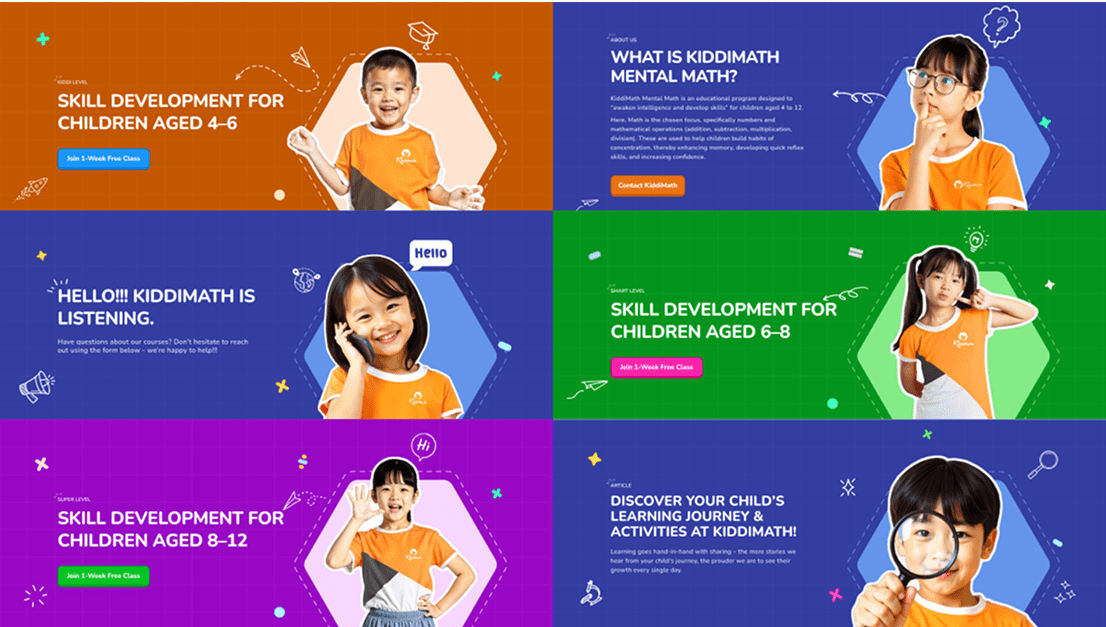 KIDDI LEVEL
SKILL DEVELOPMENT FOR
CHILDREN AGED 4–6
Join 1-Week Free Class
ABOUT US
WHAT IS KIDDIMATH
MENTAL MATH?
KiddiMath Mental Math is an educational program designed to
"awaken intelligence and develop skills" for children aged 4 to 12.
Here, Math is the chosen focus, specifically numbers and
mathematical operations (addition, subtraction, multiplication,
division). These are used to help children build habits of
concentration, thereby enhancing memory, developing quick reflex
skills, and increasing confidence.
Contact KiddiMath
?
Hello
HELLO!!! KIDDIMATH IS
LISTENING.
Have questions about our courses? Don't hesitate to reach
out using the form below - we're happy to help!!!
SMART LEVEL
SKILL DEVELOPMENT FOR
CHILDREN AGED 6–8
Join 1-Week Free Class
Hi
SUPER LEVEL
SKILL DEVELOPMENT FOR
CHILDREN AGED 8–12
Join 1-Week Free Class
ARTICLE
DISCOVER YOUR CHILD'S
LEARNING JOURNEY &
ACTIVITIES AT KIDDIMATH!
Learning goes hand-in-hand with sharing – the more stories we
hear from your child's journey, the prouder we are to see their
growth every single day.